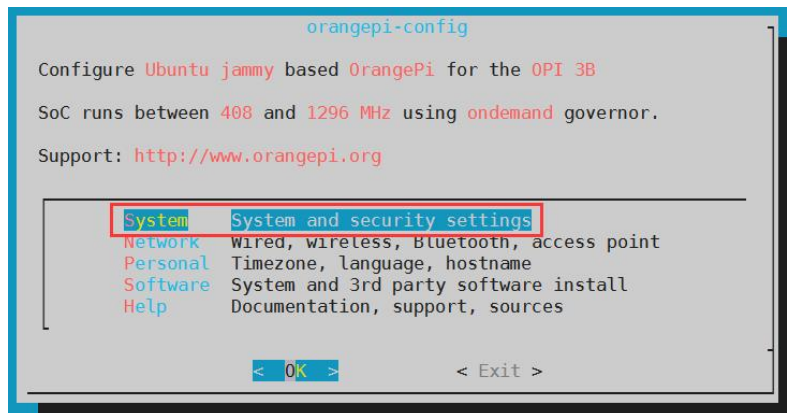 orangepi-config
Configure Ubuntu jammy based OrangePi for the OPI 3B
SoC runs between 408 and 1296 MHz using ondemand governor.
Support: http://www.orangepi.org
System System and security settings
Network Wired, wireless, Bluetooth, access point
Personal Timezone, language, hostname
Software System and 3rd party software install
Help Documentation, support, sources
< OK > < Exit >